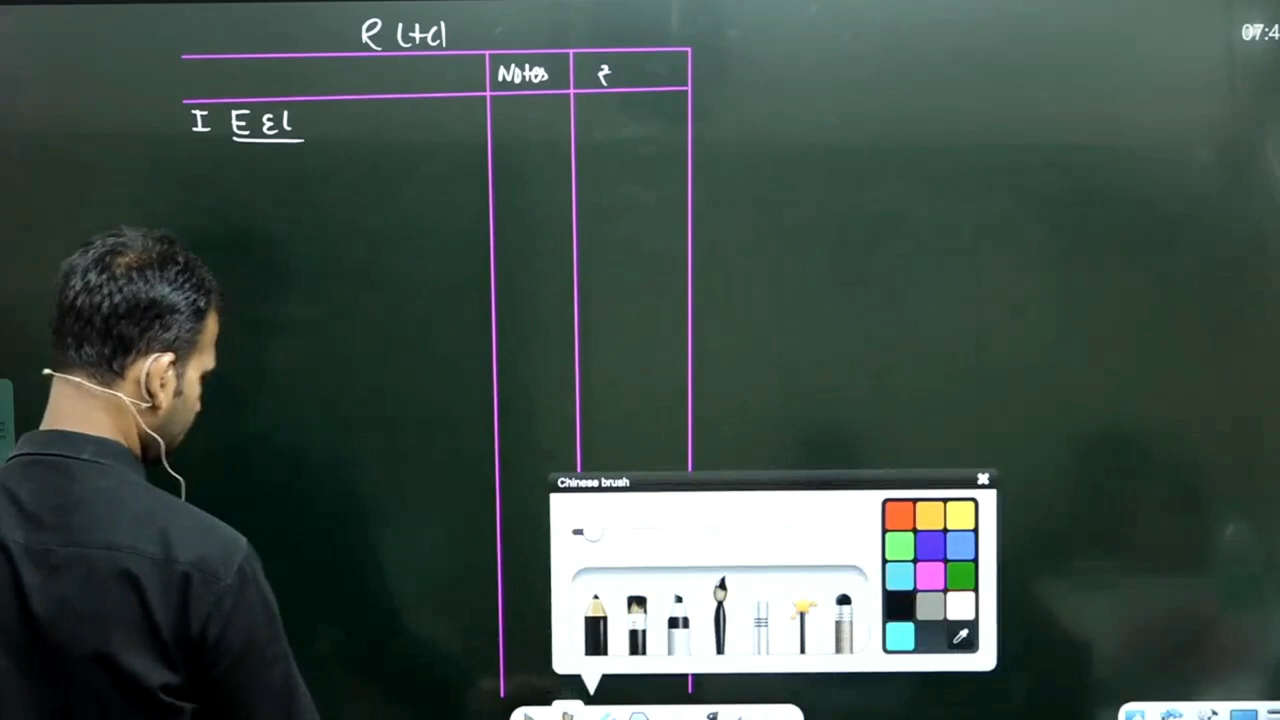 R Ltd
Notes ₹
I E & L
Chinese brush
07:4